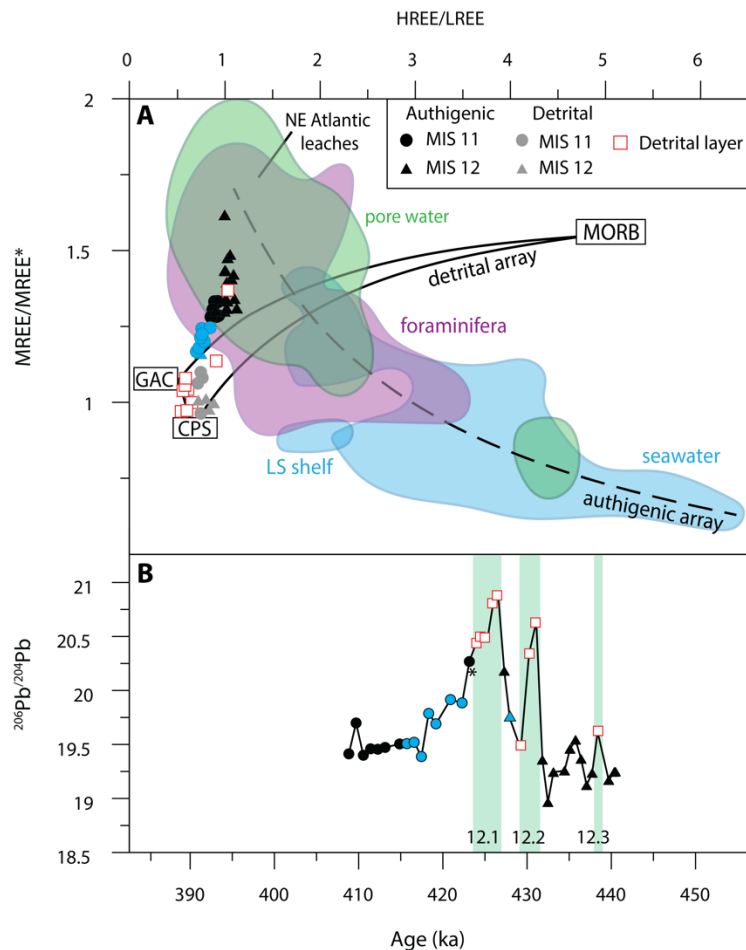 HREE/LREE
0 1 2 3 4 5 6
A
2
1.5
1
MREE/MREE*
NE Atlantic
leaches
Authigenic Detrital
MIS 11 MIS 11 Detrital layer
MIS 12 MIS 12
pore water
MORB
detrital array
foraminifera
GAC
CPS
LS shelf
seawater
authigenic array
B
21
20.5
20
19.5
19
18.5
²⁰⁶Pb/²⁰⁴Pb
*
12.1 12.2 12.3
390 400 410 420 430 440 450
Age (ka)